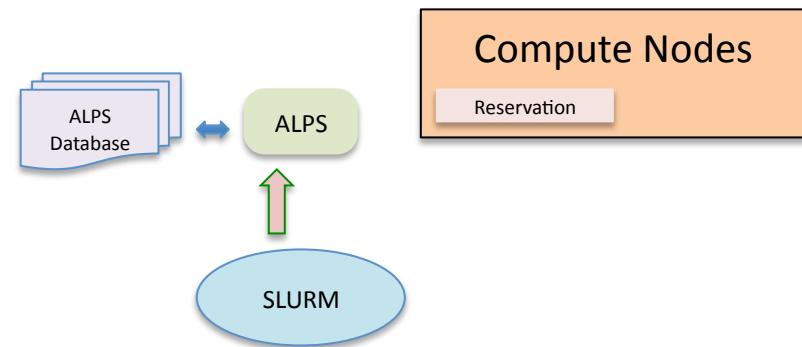 Compute Nodes
Reservation
ALPS
Database
ALPS
SLURM